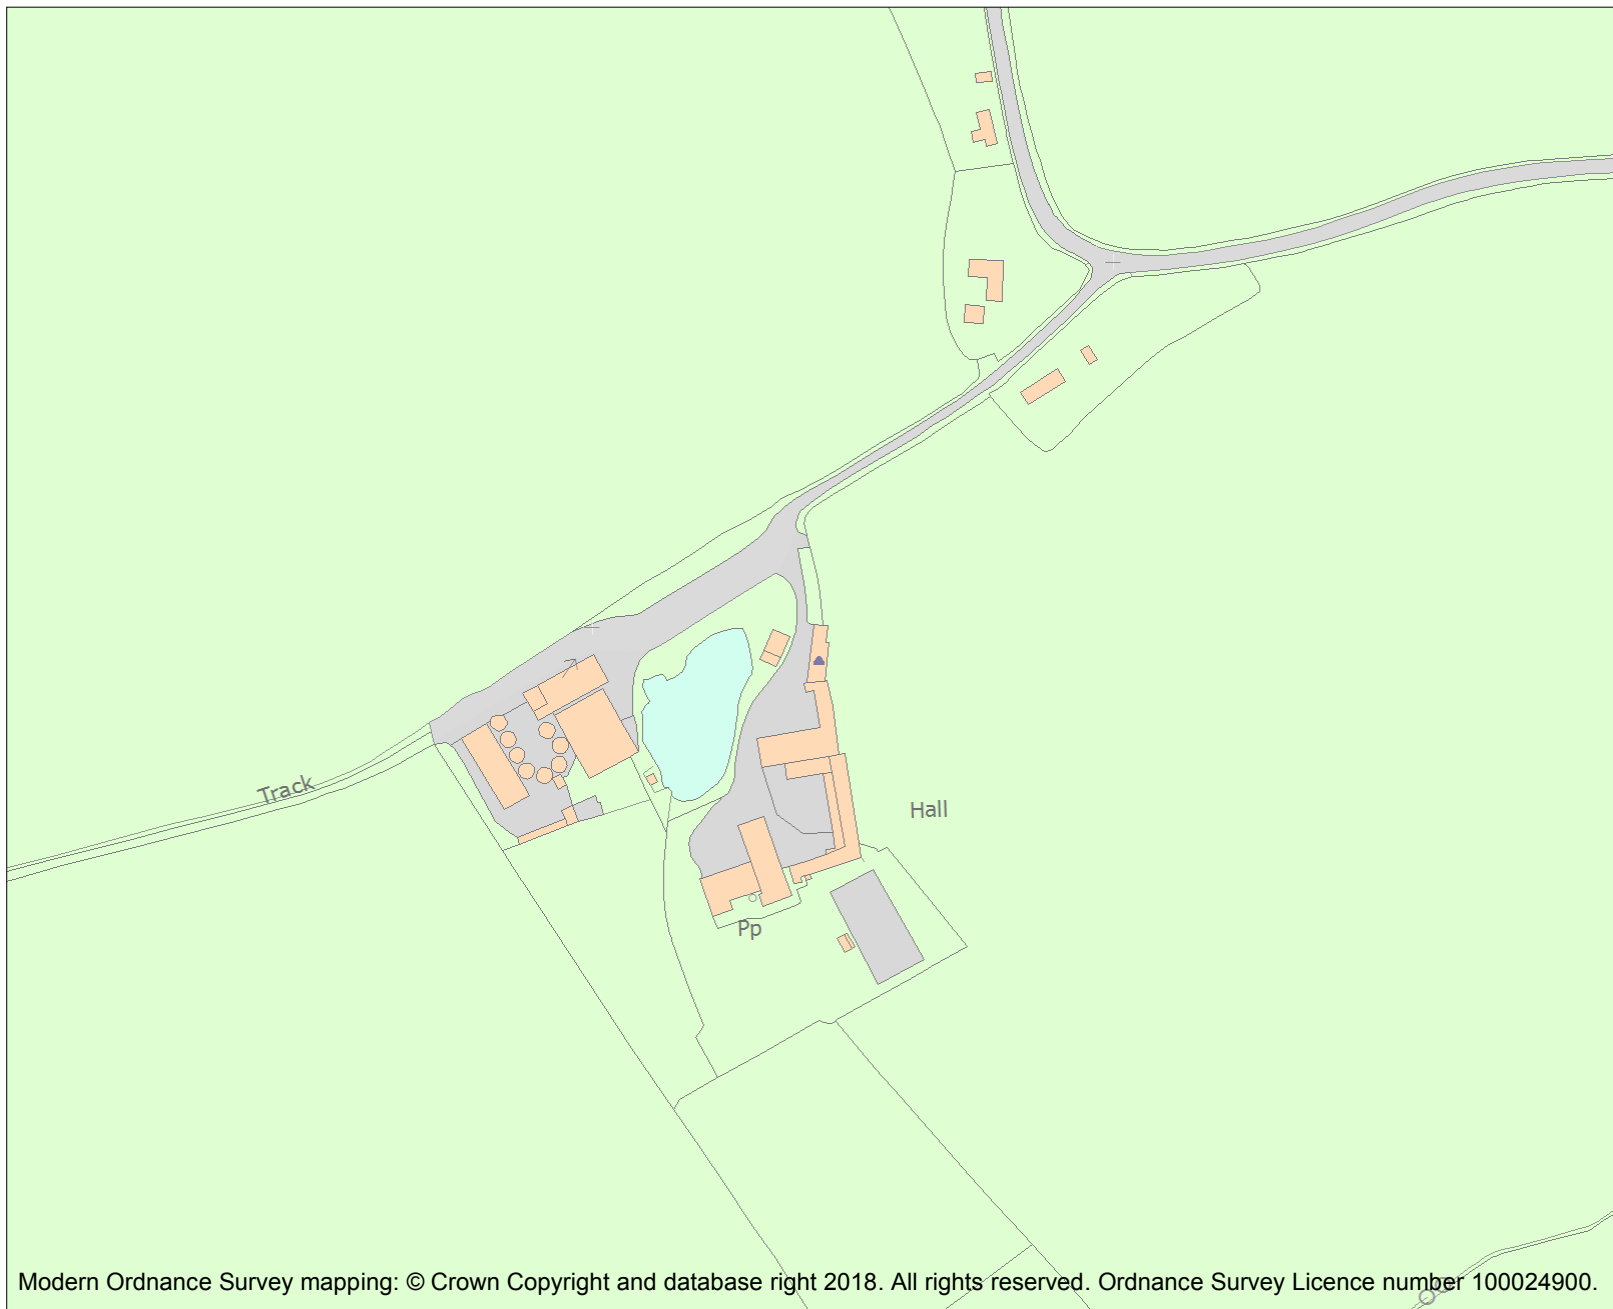 Track
Hall
Pp
Modern Ordnance Survey mapping: © Crown Copyright and database right 2018. All rights reserved. Ordnance Survey Licence number 100024900.